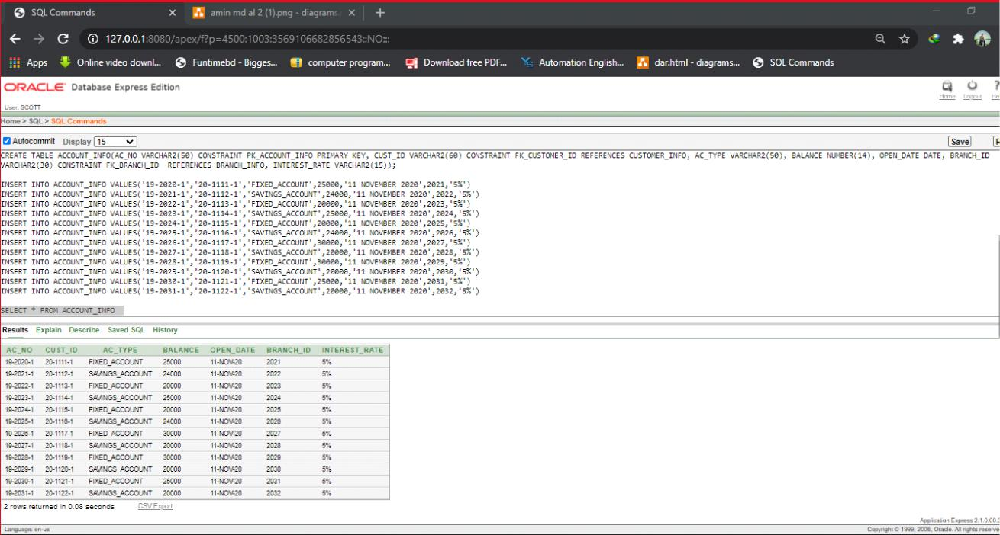 SQL Commands
amin md al 2 (1).png - diagrams.
127.0.0.1:8080/apex/f?p=4500:1003:3569106682856543::NO:::
Apps Online video downl... Funtimebd - Bigges... computer program... Download free PDF... Automation English... dar.html - diagrams... SQL Commands
ORACLE Database Express Edition
Home Logout He
User: SCOTT
Home > SQL > SQL Commands
Autocommit Display 15 Save R
CREATE TABLE ACCOUNT_INFO(AC_NO VARCHAR2(50) CONSTRAINT PK_ACCOUNT_INFO PRIMARY KEY, CUST_ID VARCHAR2(60) CONSTRAINT FK_CUSTOMER_ID REFERENCES CUSTOMER_INFO, AC_TYPE VARCHAR2(50), BALANCE NUMBER(14), OPEN_DATE DATE, BRANCH_ID
VARCHAR2(30) CONSTRAINT FK_BRANCH_ID REFERENCES BRANCH_INFO, INTEREST_RATE VARCHAR2(15));
INSERT INTO ACCOUNT_INFO VALUES('19-2020-1','20-1111-1','FIXED_ACCOUNT',25000,'11 NOVEMBER 2020',2021,'5%')
INSERT INTO ACCOUNT_INFO VALUES('19-2021-1','20-1112-1','SAVINGS_ACCOUNT',24000,'11 NOVEMBER 2020',2022,'5%')
INSERT INTO ACCOUNT_INFO VALUES('19-2022-1','20-1113-1','FIXED_ACCOUNT',20000,'11 NOVEMBER 2020',2023,'5%')
INSERT INTO ACCOUNT_INFO VALUES('19-2023-1','20-1114-1','SAVINGS_ACCOUNT',25000,'11 NOVEMBER 2020',2024,'5%')
INSERT INTO ACCOUNT_INFO VALUES('19-2024-1','20-1115-1','FIXED_ACCOUNT',20000,'11 NOVEMBER 2020',2025,'5%')
INSERT INTO ACCOUNT_INFO VALUES('19-2025-1','20-1116-1','SAVINGS_ACCOUNT',24000,'11 NOVEMBER 2020',2026,'5%')
INSERT INTO ACCOUNT_INFO VALUES('19-2026-1','20-1117-1','FIXED_ACCOUNT',30000,'11 NOVEMBER 2020',2027,'5%')
INSERT INTO ACCOUNT_INFO VALUES('19-2027-1','20-1118-1','SAVINGS_ACCOUNT',20000,'11 NOVEMBER 2020',2028,'5%')
INSERT INTO ACCOUNT_INFO VALUES('19-2028-1','20-1119-1','FIXED_ACCOUNT',30000,'11 NOVEMBER 2020',2029,'5%')
INSERT INTO ACCOUNT_INFO VALUES('19-2029-1','20-1120-1','SAVINGS_ACCOUNT',20000,'11 NOVEMBER 2020',2030,'5%')
INSERT INTO ACCOUNT_INFO VALUES('19-2030-1','20-1121-1','FIXED_ACCOUNT',25000,'11 NOVEMBER 2020',2031,'5%')
INSERT INTO ACCOUNT_INFO VALUES('19-2031-1','20-1122-1','SAVINGS_ACCOUNT',20000,'11 NOVEMBER 2020',2032,'5%')
SELECT * FROM ACCOUNT_INFO
Results Explain Describe Saved SQL History
AC_NO CUST_ID AC_TYPE BALANCE OPEN_DATE BRANCH_ID INTEREST_RATE
19-2020-1 20-1111-1 FIXED_ACCOUNT 25000 11-NOV-20 2021 5%
19-2021-1 20-1112-1 SAVINGS_ACCOUNT 24000 11-NOV-20 2022 5%
19-2022-1 20-1113-1 FIXED_ACCOUNT 20000 11-NOV-20 2023 5%
19-2023-1 20-1114-1 SAVINGS_ACCOUNT 25000 11-NOV-20 2024 5%
19-2024-1 20-1115-1 FIXED_ACCOUNT 20000 11-NOV-20 2025 5%
19-2025-1 20-1116-1 SAVINGS_ACCOUNT 24000 11-NOV-20 2026 5%
19-2026-1 20-1117-1 FIXED_ACCOUNT 30000 11-NOV-20 2027 5%
19-2027-1 20-1118-1 SAVINGS_ACCOUNT 20000 11-NOV-20 2028 5%
19-2028-1 20-1119-1 FIXED_ACCOUNT 30000 11-NOV-20 2029 5%
19-2029-1 20-1120-1 SAVINGS_ACCOUNT 20000 11-NOV-20 2030 5%
19-2030-1 20-1121-1 FIXED_ACCOUNT 25000 11-NOV-20 2031 5%
19-2031-1 20-1122-1 SAVINGS_ACCOUNT 20000 11-NOV-20 2032 5%
12 rows returned in 0.08 seconds CSV Export
Application Express 2.1.0.00.
Language: en-us Copyright © 1999, 2006, Oracle. All rights reserve